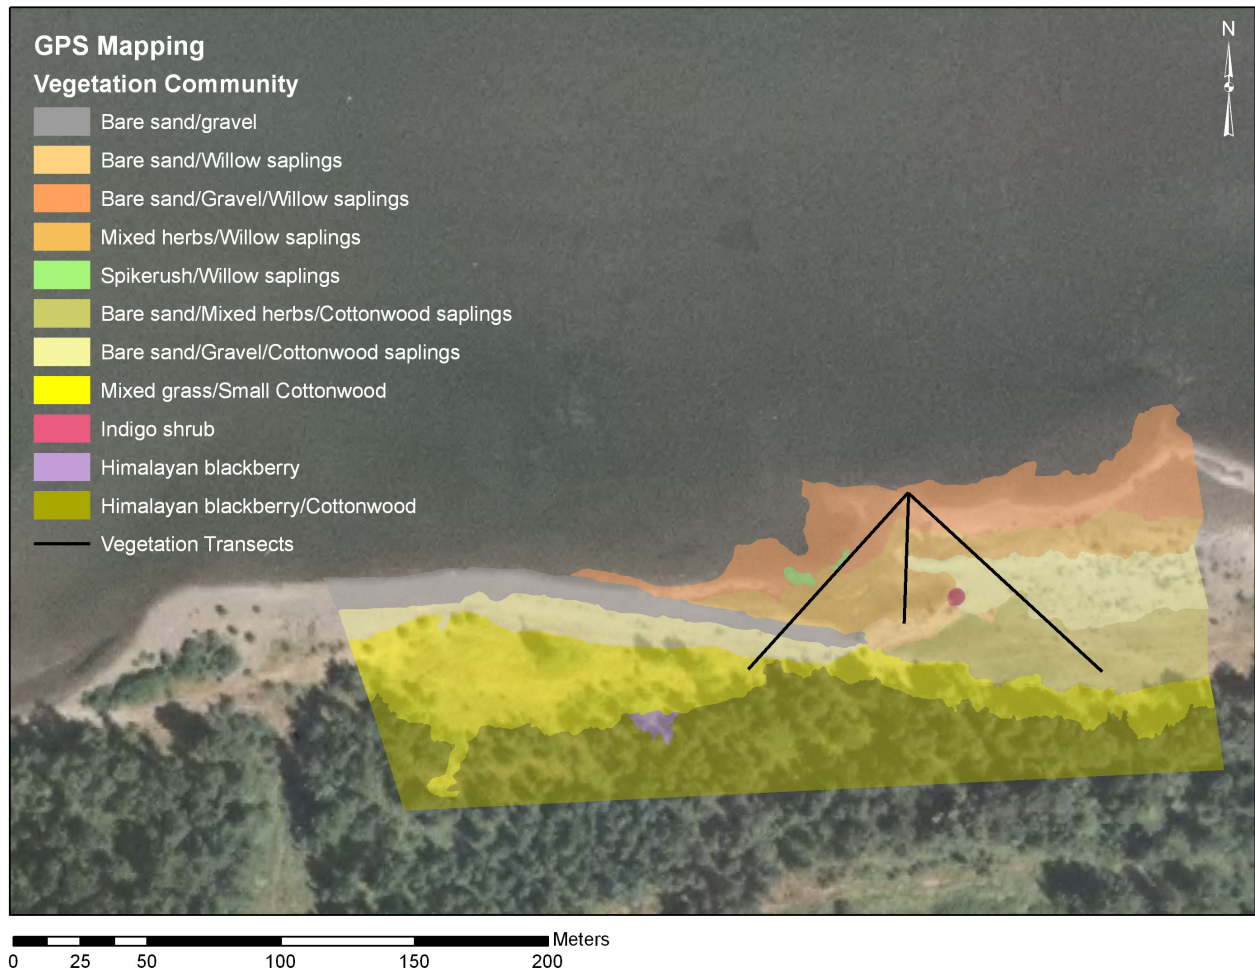 GPS Mapping
N
Vegetation Community
Bare sand/gravel
Bare sand/Willow saplings
Bare sand/Gravel/Willow saplings
Mixed herbs/Willow saplings
Spikerush/Willow saplings
Bare sand/Mixed herbs/Cottonwood saplings
Bare sand/Gravel/Cottonwood saplings
Mixed grass/Small Cottonwood
Indigo shrub
Himalayan blackberry
Himalayan blackberry/Cottonwood
Vegetation Transects
Meters
0 25 50 100 150 200